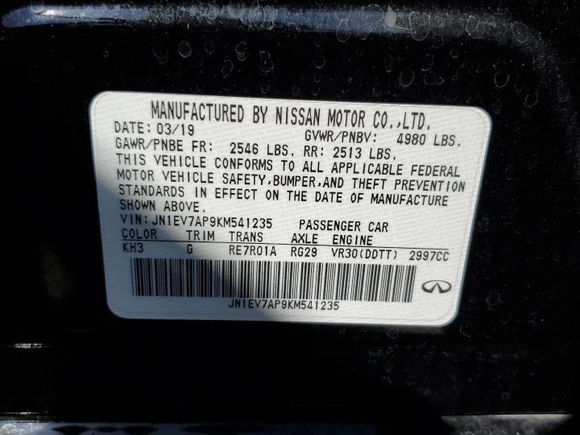 MANUFACTURED BY NISSAN MOTOR CO.,LTD.
DATE: 03/19 GVWR/PNBV: 4980 LBS.
GAWR/PNBE FR: 2546 LBS. RR: 2513 LBS.
THIS VEHICLE CONFORMS TO ALL APPLICABLE FEDERAL
MOTOR VEHICLE SAFETY,BUMPER,AND THEFT PREVENTION
STANDARDS IN EFFECT ON THE DATE OF MANUFACTURE
SHOWN ABOVE.
VIN: JN1EV7AP9KM541235 PASSENGER CAR
COLOR TRIM TRANS AXLE ENGINE
KH3 G RE7R01A RG29 VR30(DDTT) 2997CC
JN1EV7AP9KM541235